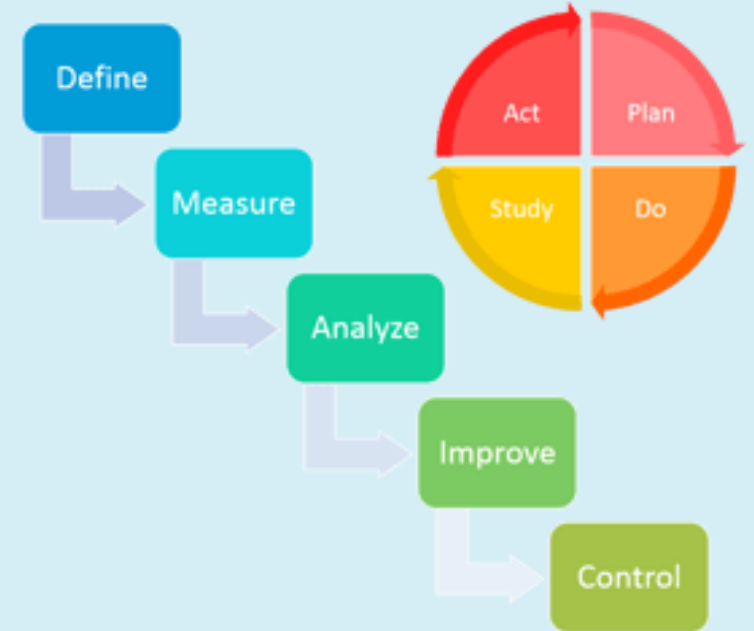 Define
Measure
Analyze
Improve
Control
Act
Plan
Study
Do